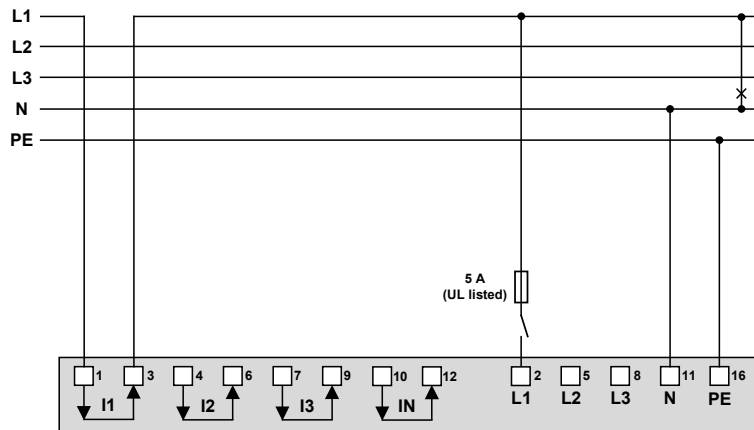 L1
L2
L3
N
PE
5 A
(UL listed)
1 3 4 6 7 9 10 12 2 5 8 11 16
I1 I2 I3 IN L1 L2 L3 N PE